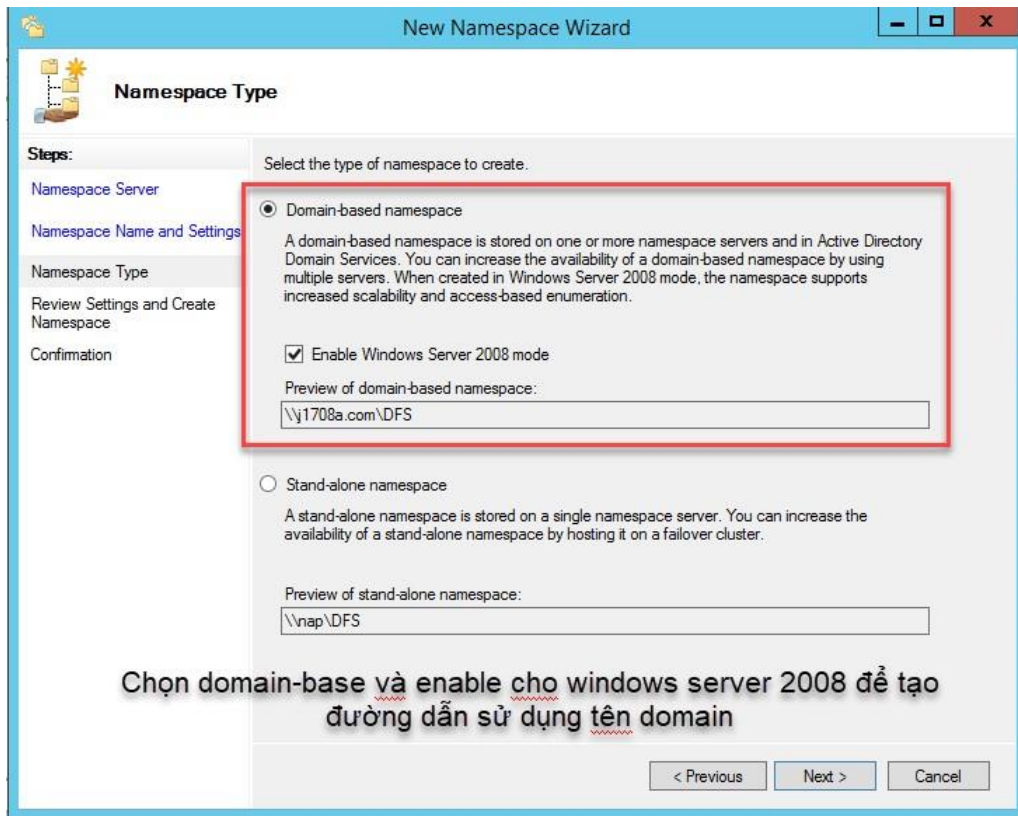 New Namespace Wizard
Namespace Type
Steps:
Namespace Server
Namespace Name and Settings
Namespace Type
Review Settings and Create
Namespace
Confirmation
Select the type of namespace to create.
Domain-based namespace
A domain-based namespace is stored on one or more namespace servers and in Active Directory
Domain Services. You can increase the availability of a domain-based namespace by using
multiple servers. When created in Windows Server 2008 mode, the namespace supports
increased scalability and access-based enumeration.
Enable Windows Server 2008 mode
Preview of domain-based namespace:
\\j1708a.com\DFS
Stand-alone namespace
A stand-alone namespace is stored on a single namespace server. You can increase the
availability of a stand-alone namespace by hosting it on a failover cluster.
Preview of stand-alone namespace:
\\nap\DFS
Chọn domain-base và enable cho windows server 2008 để tạo
đường dẫn sử dụng tên domain
< Previous
Next >
Cancel